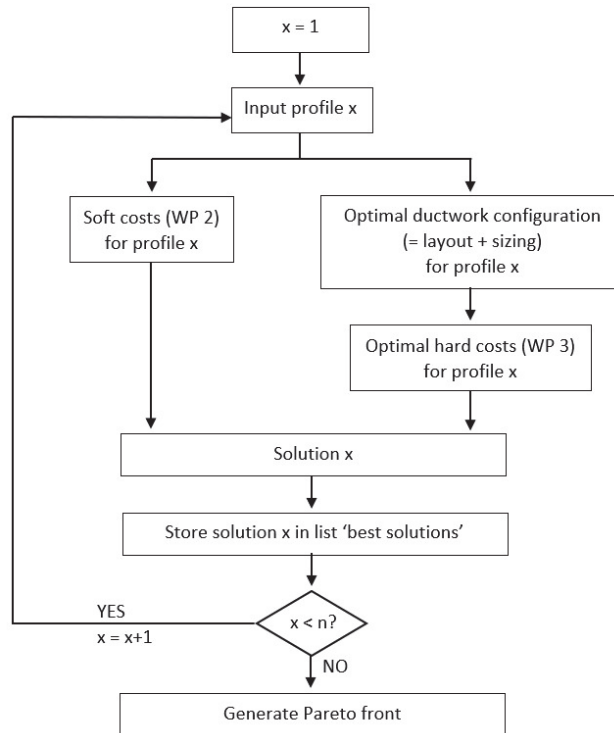 x = 1
Input profile x
Soft costs (WP 2)
for profile x
Optimal ductwork configuration
(= layout + sizing)
for profile x
Optimal hard costs (WP 3)
for profile x
Solution x
Store solution x in list ‘best solutions’
YES
x = x+1
x < n?
NO
Generate Pareto front